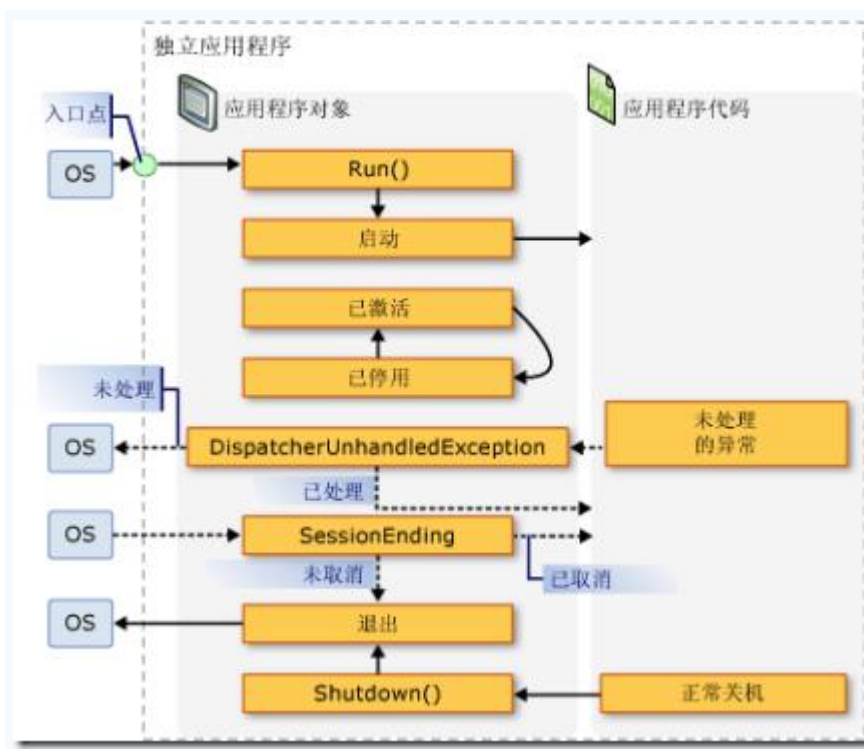 独立应用程序
应用程序对象
应用程序代码
入口点
OS
Run()
启动
已激活
已停用
未处理
OS
DispatcherUnhandledException
未处理
的异常
已处理
OS
SessionEnding
未取消
已取消
OS
退出
Shutdown()
正常关机